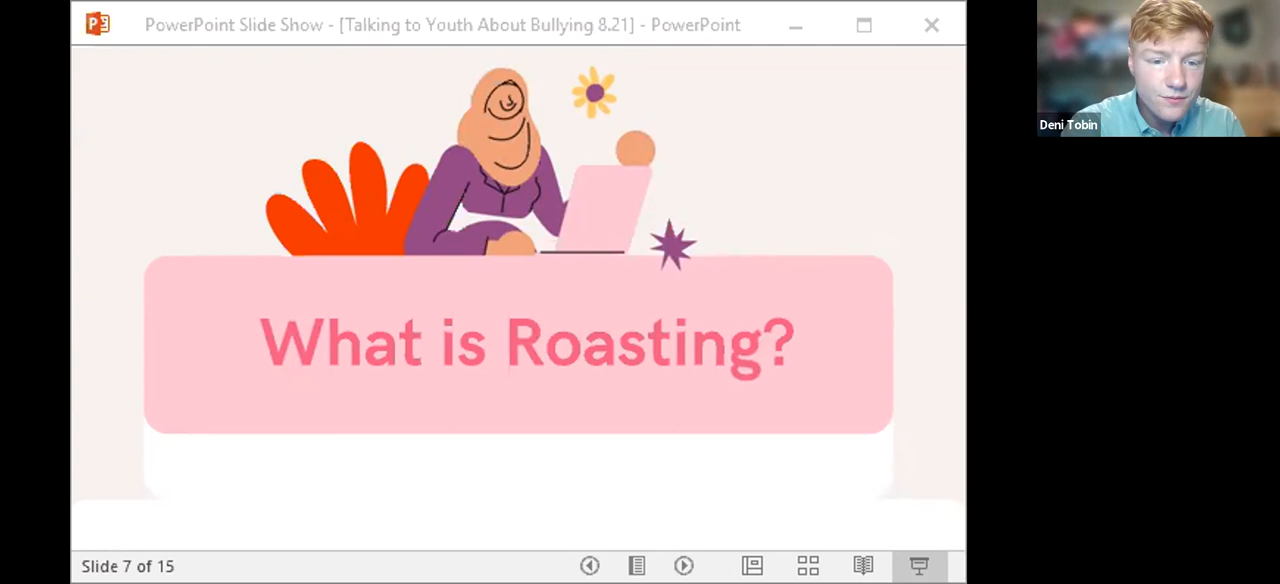 PowerPoint Slide Show - [Talking to Youth About Bullying 8.21] - PowerPoint
Deni Tobin
What is Roasting?
Slide 7 of 15